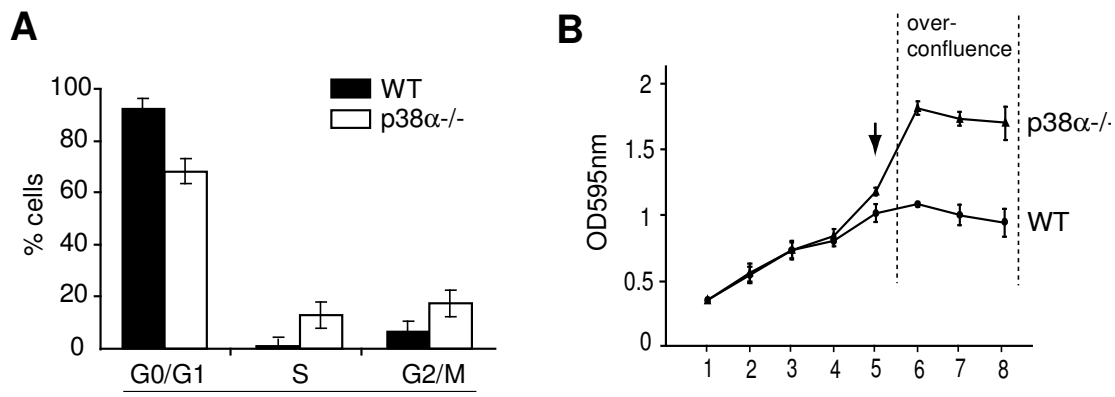 A
% cells
100
80
60
40
20
0
WT
p38α-/-
G0/G1 S G2/M
B
over-
confluence
OD595nm
2
1.5
1
0.5
0
p38α-/-
WT
1 2 3 4 5 6 7 8